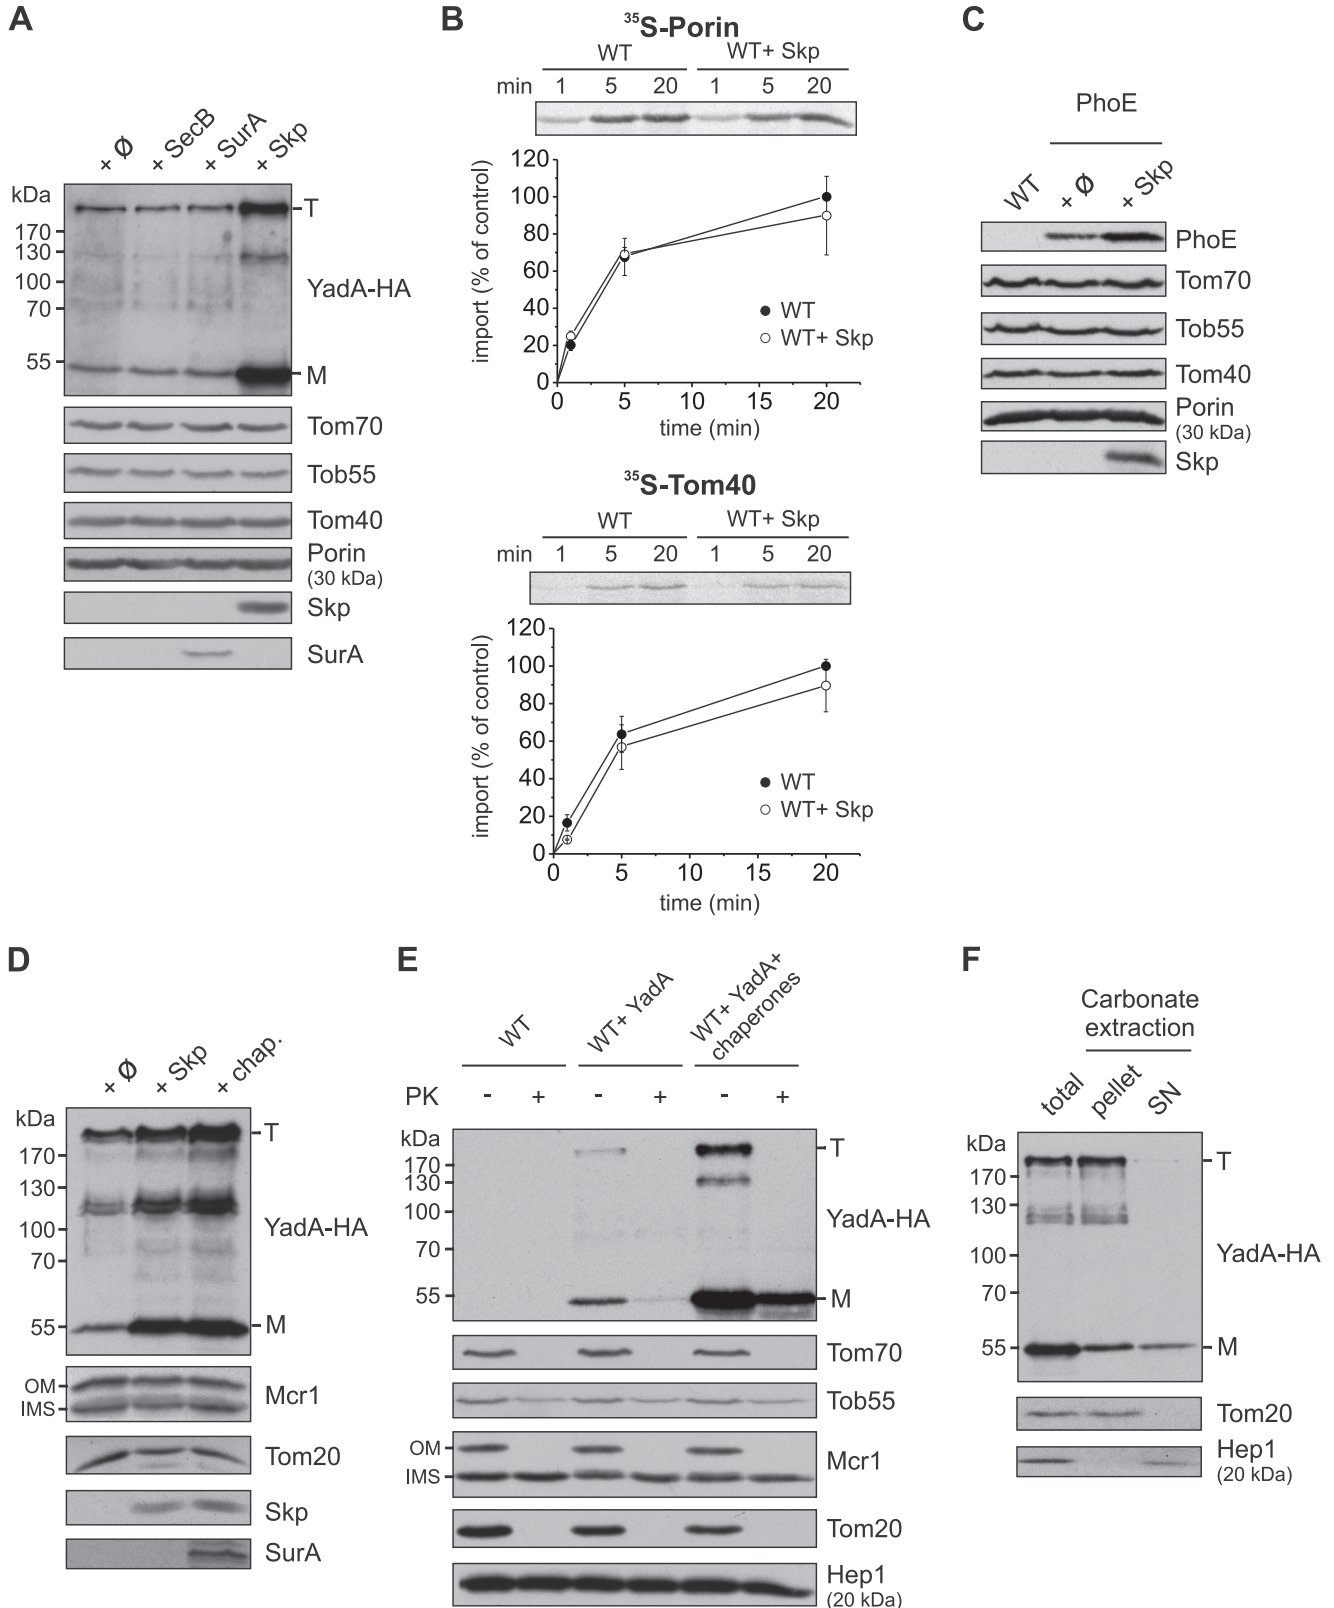 A
+ Ø
+ SecB
+ SurA
+ Skp
kDa
170
130
100
70
55
T
YadA-HA
M
Tom70
Tob55
Tom40
Porin
(30 kDa)
Skp
SurA
B
³⁵S-Porin
WT WT+ Skp
min 1 5 20 1 5 20
import (% of control)
120
100
80
60
40
20
0
WT
WT+ Skp
0 5 10 15 20
time (min)
³⁵S-Tom40
WT WT+ Skp
min 1 5 20 1 5 20
import (% of control)
120
100
80
60
40
20
0
WT
WT+ Skp
0 5 10 15 20
time (min)
C
PhoE
WT
+ Ø
+ Skp
PhoE
Tom70
Tob55
Tom40
Porin
(30 kDa)
Skp
D
+ Ø
+ Skp
+ chap.
kDa
170
130
100
70
55
T
YadA-HA
M
OM
IMS
Mcr1
Tom20
Skp
SurA
E
WT
WT+ YadA
WT+ YadA+
chaperones
PK - + - + - +
kDa
170
130
100
70
55
T
YadA-HA
M
Tom70
Tob55
OM
IMS
Mcr1
Tom20
Hep1
(20 kDa)
F
Carbonate
extraction
total
pellet
SN
kDa
170
130
100
70
55
T
YadA-HA
M
Tom20
Hep1
(20 kDa)